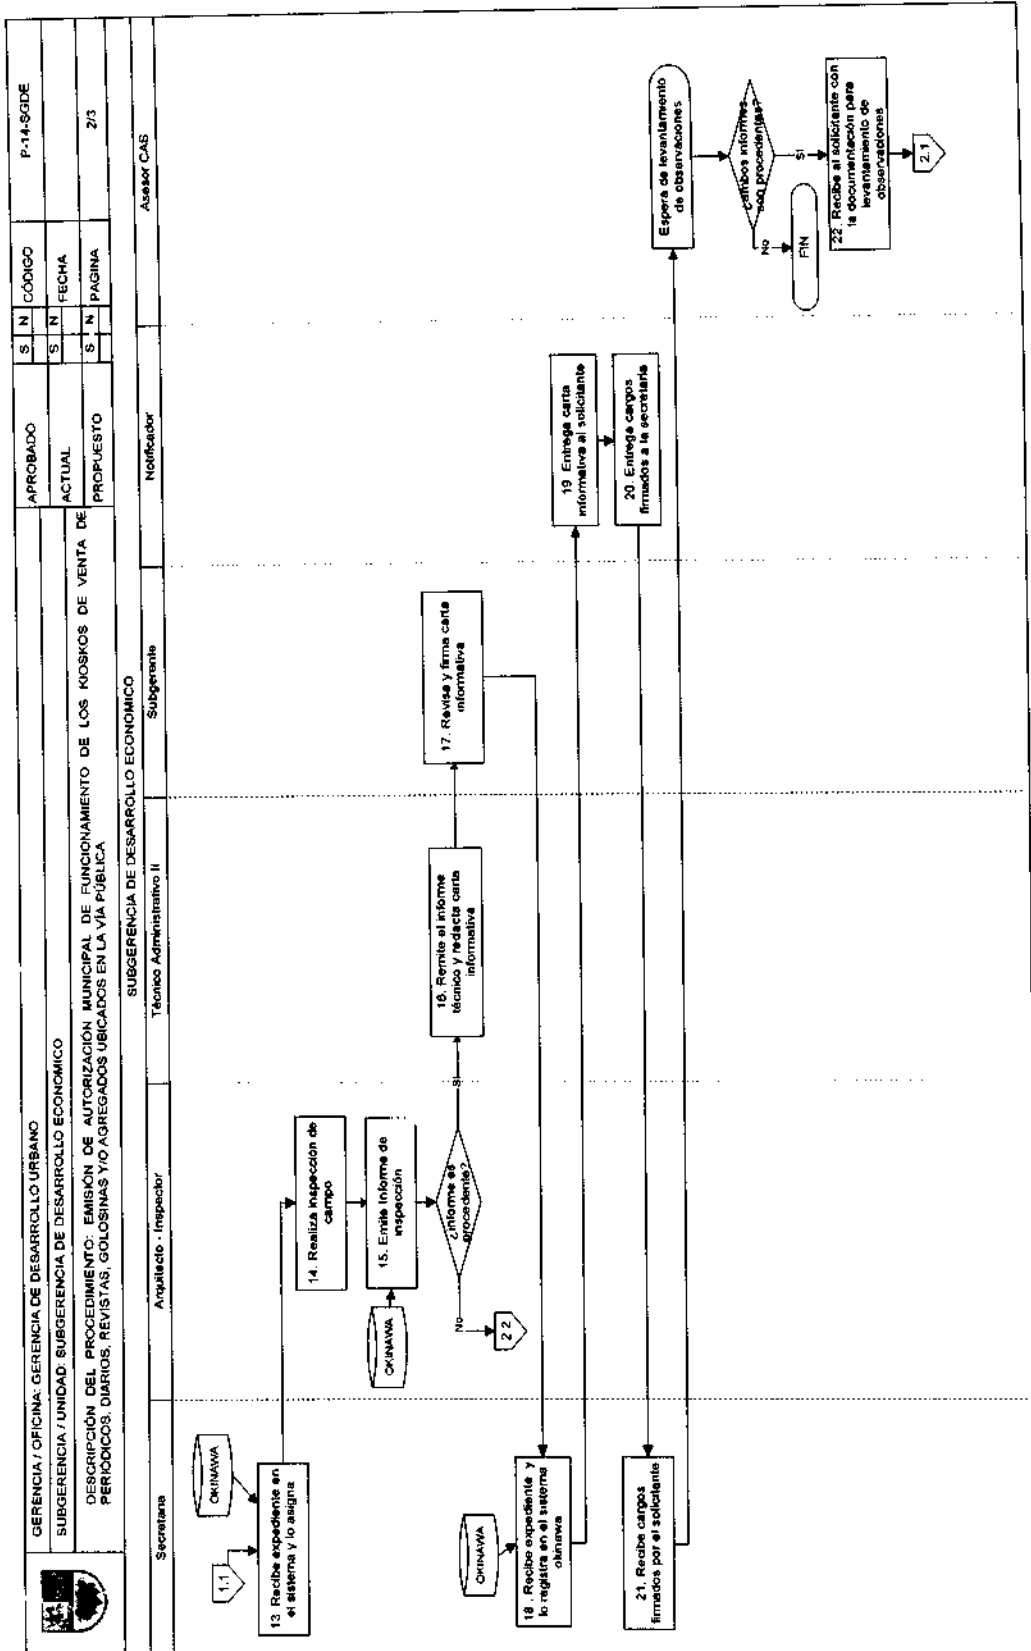 GERENCIA / OFICINA: GERENCIA DE DESARROLLO URBANO
APROBADO
S N
CÓDIGO
P-14-SGDE
SUBGERENCIA / UNIDAD: SUBGERENCIA DE DESARROLLO ECONOMICO
ACTUAL
S N
FECHA
DESCRIPCIÓN DEL PROCEDIMIENTO: EMISIÓN DE AUTORIZACIÓN MUNICIPAL DE FUNCIONAMIENTO DE LOS KIOSKOS DE VENTA DE
PERIÓDICOS, DIARIOS, REVISTAS, GOLOSINAS Y/O AGREGADOS UBICADOS EN LA VÍA PÚBLICA
PROPUESTO
S N
PAGINA
2/3
SUBGERENCIA DE DESARROLLO ECONOMICO
Secretaria
Arquitecto - Inspector
Técnico Administrativo II
Subgerente
Notificador
Asesor CAS
1.1
OKINAWA
13 Recibe expediente en
el sistema y lo asigna
14. Realiza inspección de
campo
OKINAWA
15. Emite Informe de
inspección
¿informe es
procedente?
No
2 2
SI
16. Remite el informe
técnico y redacta carta
informativa
17. Revisa y firma carta
informativa
OKINAWA
18 . Recibe expediente y
lo registra en el sistema
okinawa
19 Entrega carta
informativa al solicitante
20. Entrega cargos
firmados a la secretaria
21. Recibe cargos
firmados por el solicitante
Espera de levantamiento
de observaciones
¿ambos informes
son procedentes?
No
FIN
SI
22. Recibe al solicitante con
la documentación para
levantamiento de
observaciones
2.1